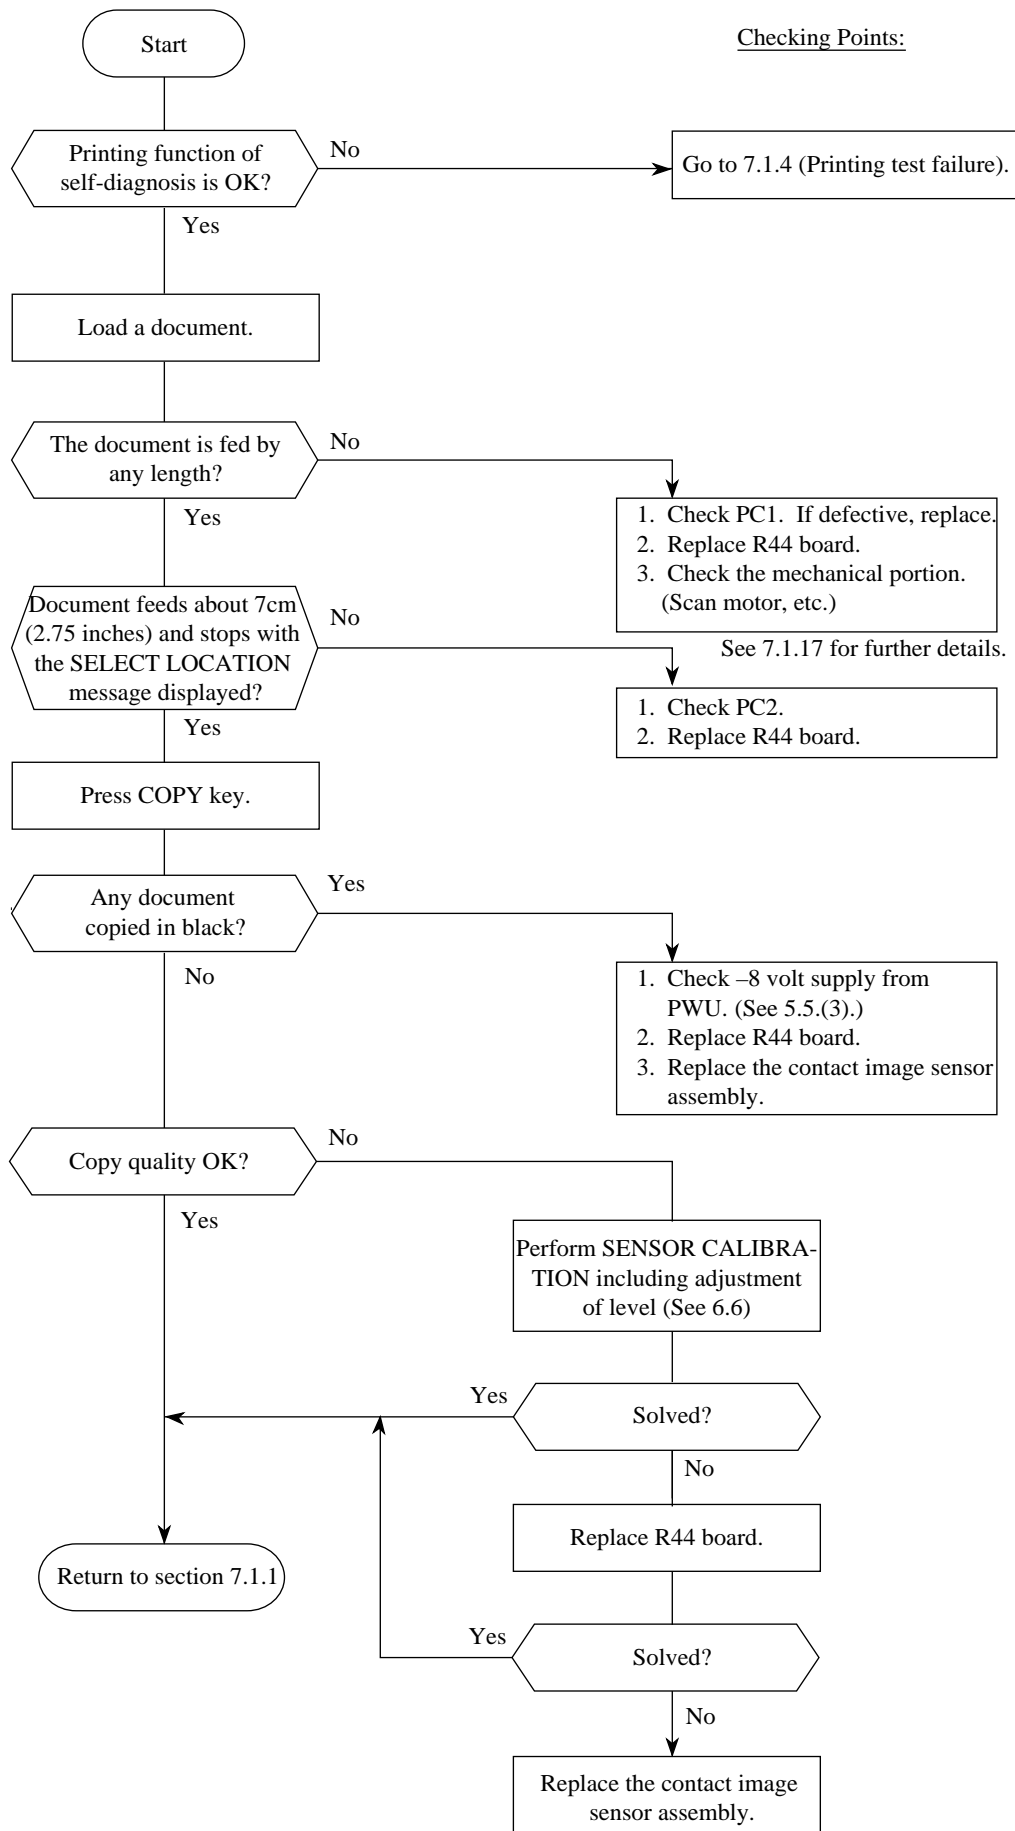 Start
Checking Points:
Printing function of
self-diagnosis is OK?
No
Go to 7.1.4 (Printing test failure).
Yes
Load a document.
The document is fed by
any length?
No
Yes
1. Check PC1. If defective, replace.
2. Replace R44 board.
3. Check the mechanical portion.
(Scan motor, etc.)
See 7.1.17 for further details.
Document feeds about 7cm
(2.75 inches) and stops with
the SELECT LOCATION
message displayed?
No
Yes
1. Check PC2.
2. Replace R44 board.
Press COPY key.
Any document
copied in black?
Yes
No
1. Check –8 volt supply from
PWU. (See 5.5.(3).)
2. Replace R44 board.
3. Replace the contact image sensor
assembly.
Copy quality OK?
No
Yes
Perform SENSOR CALIBRA-
TION including adjustment
of level (See 6.6)
Yes
Solved?
No
Replace R44 board.
Return to section 7.1.1
Yes
Solved?
No
Replace the contact image
sensor assembly.